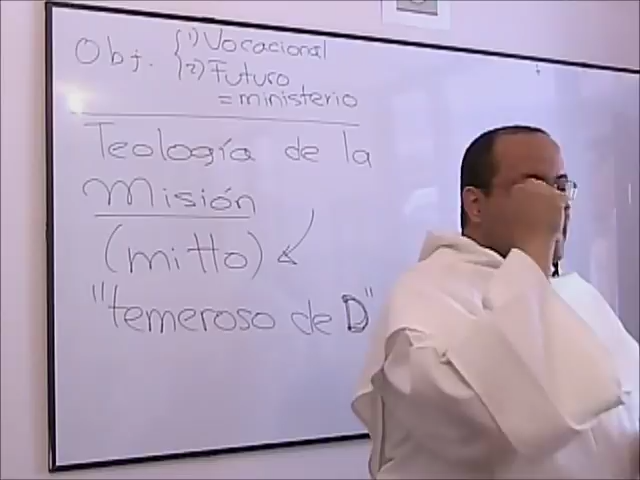 Obj. { 1) Vocacional
2) Futuro
= ministerio
Teología de la
Misión
(mitto)
"temeroso de D"